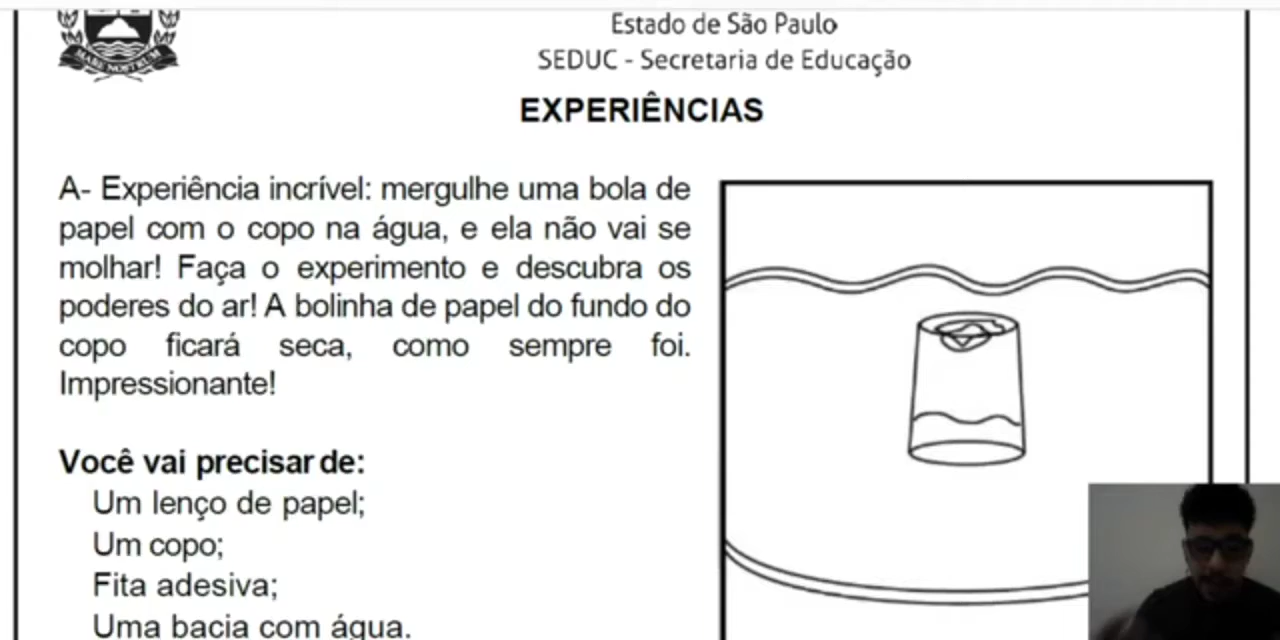 MARE NOSTRUM
Estado de São Paulo
SEDUC - Secretaria de Educação
EXPERIÊNCIAS
A- Experiência incrível: mergulhe uma bola de
papel com o copo na água, e ela não vai se
molhar! Faça o experimento e descubra os
poderes do ar! A bolinha de papel do fundo do
copo ficará seca, como sempre foi.
Impressionante!
Você vai precisar de:
Um lenço de papel;
Um copo;
Fita adesiva;
Uma bacia com água.